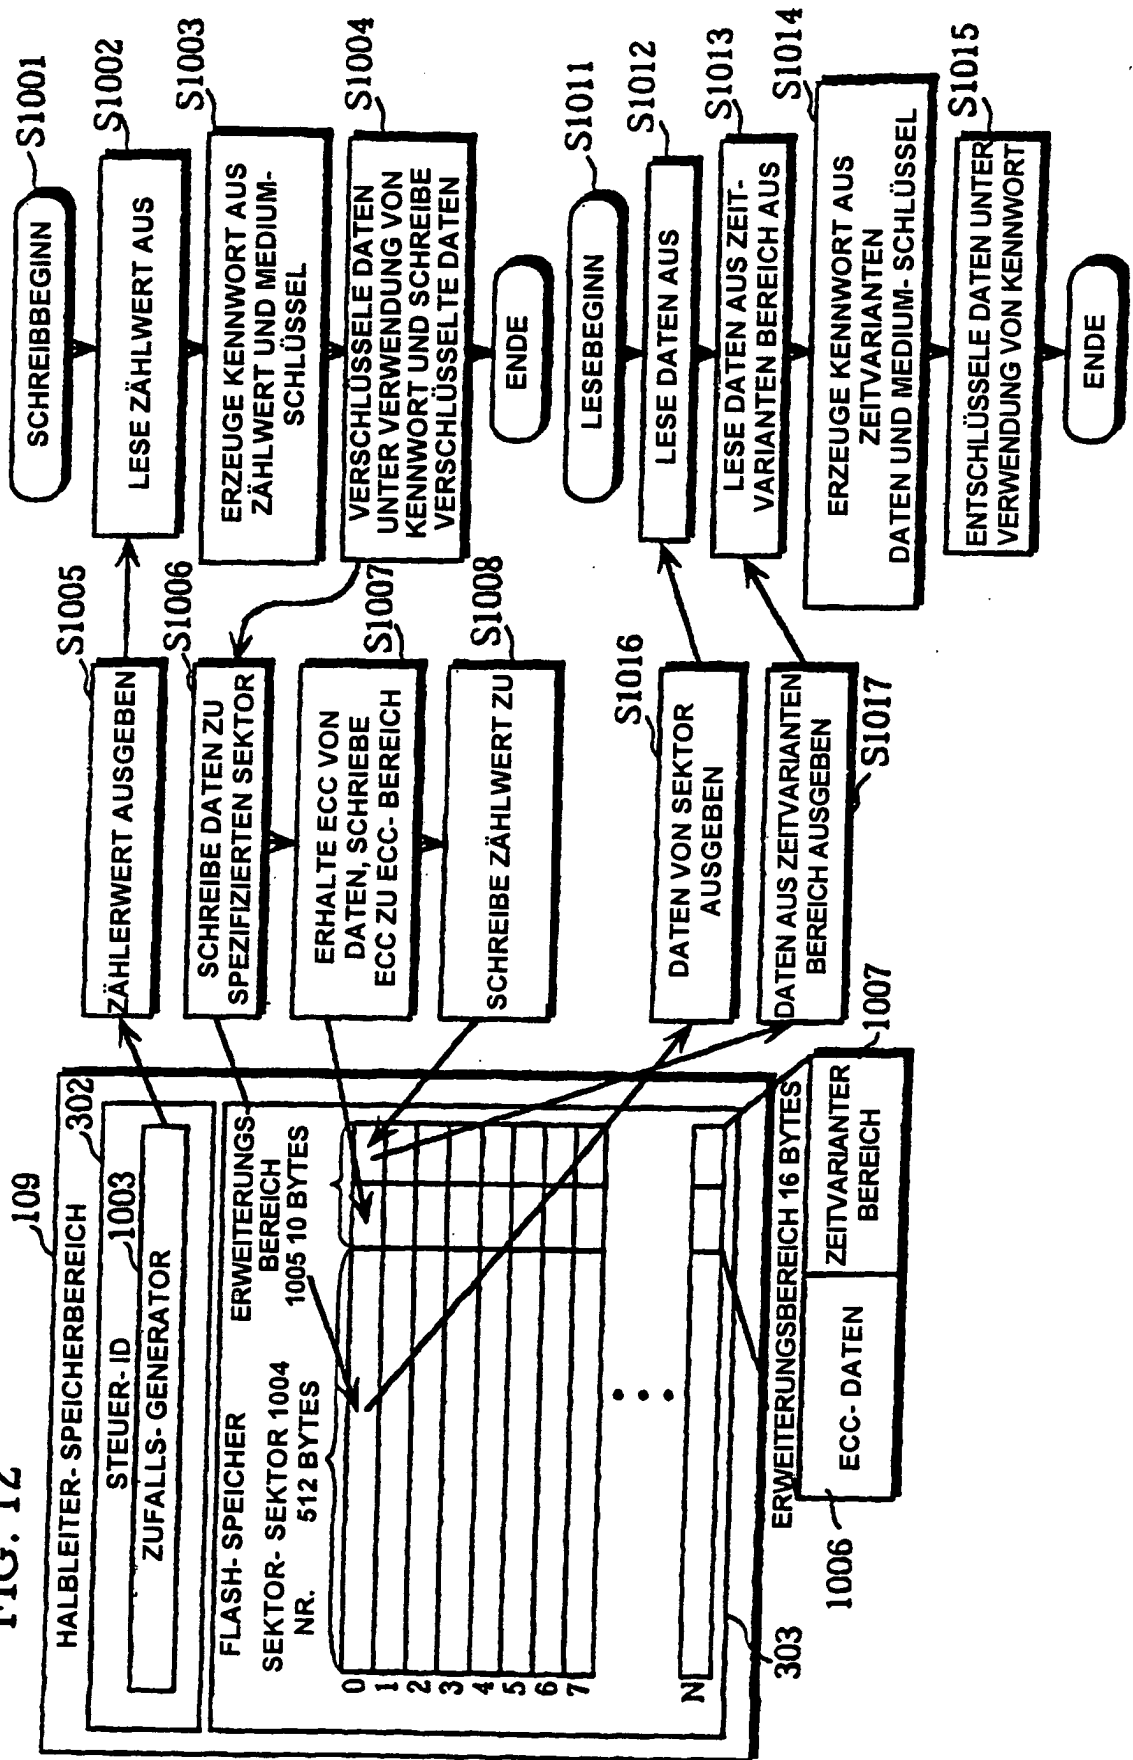 FIG. 12
HALBLEITER- SPEICHERBEREICH
109
STEUER- ID
302
ZUFALLS- GENERATOR
1003
FLASH- SPEICHER
SEKTOR- SEKTOR 1004
NR. 512 BYTES
ERWEITERUNGS
BEREICH
1005 10 BYTES
0
1
2
3
4
5
6
7
N
303
ERWEITERUNGSBEREICH 16 BYTES
ECC- DATEN
1006
ZEITVARIANTER
BEREICH
1007
ZÄHLERWERT AUSGEBEN
S1005
SCHREIBE DATEN ZU
SPEZIFIZIERTEN SEKTOR
S1006
ERHALTE ECC VON
DATEN, SCHRIEBE
ECC ZU ECC- BEREICH
S1007
SCHREIBE ZÄHLWERT ZU
S1008
DATEN VON SEKTOR
AUSGEBEN
S1016
DATEN AUS ZEITVARIANTEN
BEREICH AUSGEBEN
S1017
SCHREIBBEGINN
S1001
LESE ZÄHLWERT AUS
S1002
ERZEUGE KENNWORT AUS
ZÄHLWERT UND MEDIUM-
SCHLÜSSEL
S1003
VERSCHLÜSSELE DATEN
UNTER VERWENDUNG VON
KENNWORT UND SCHREIBE
VERSCHLÜSSELTE DATEN
S1004
ENDE
LESEBEGINN
S1011
LESE DATEN AUS
S1012
LESE DATEN AUS ZEIT-
VARIANTEN BEREICH AUS
S1013
ERZEUGE KENNWORT AUS
ZEITVARIANTEN
DATEN UND MEDIUM- SCHLÜSSEL
S1014
ENTSCHLÜSSELE DATEN UNTER
VERWENDUNG VON KENNWORT
S1015
ENDE